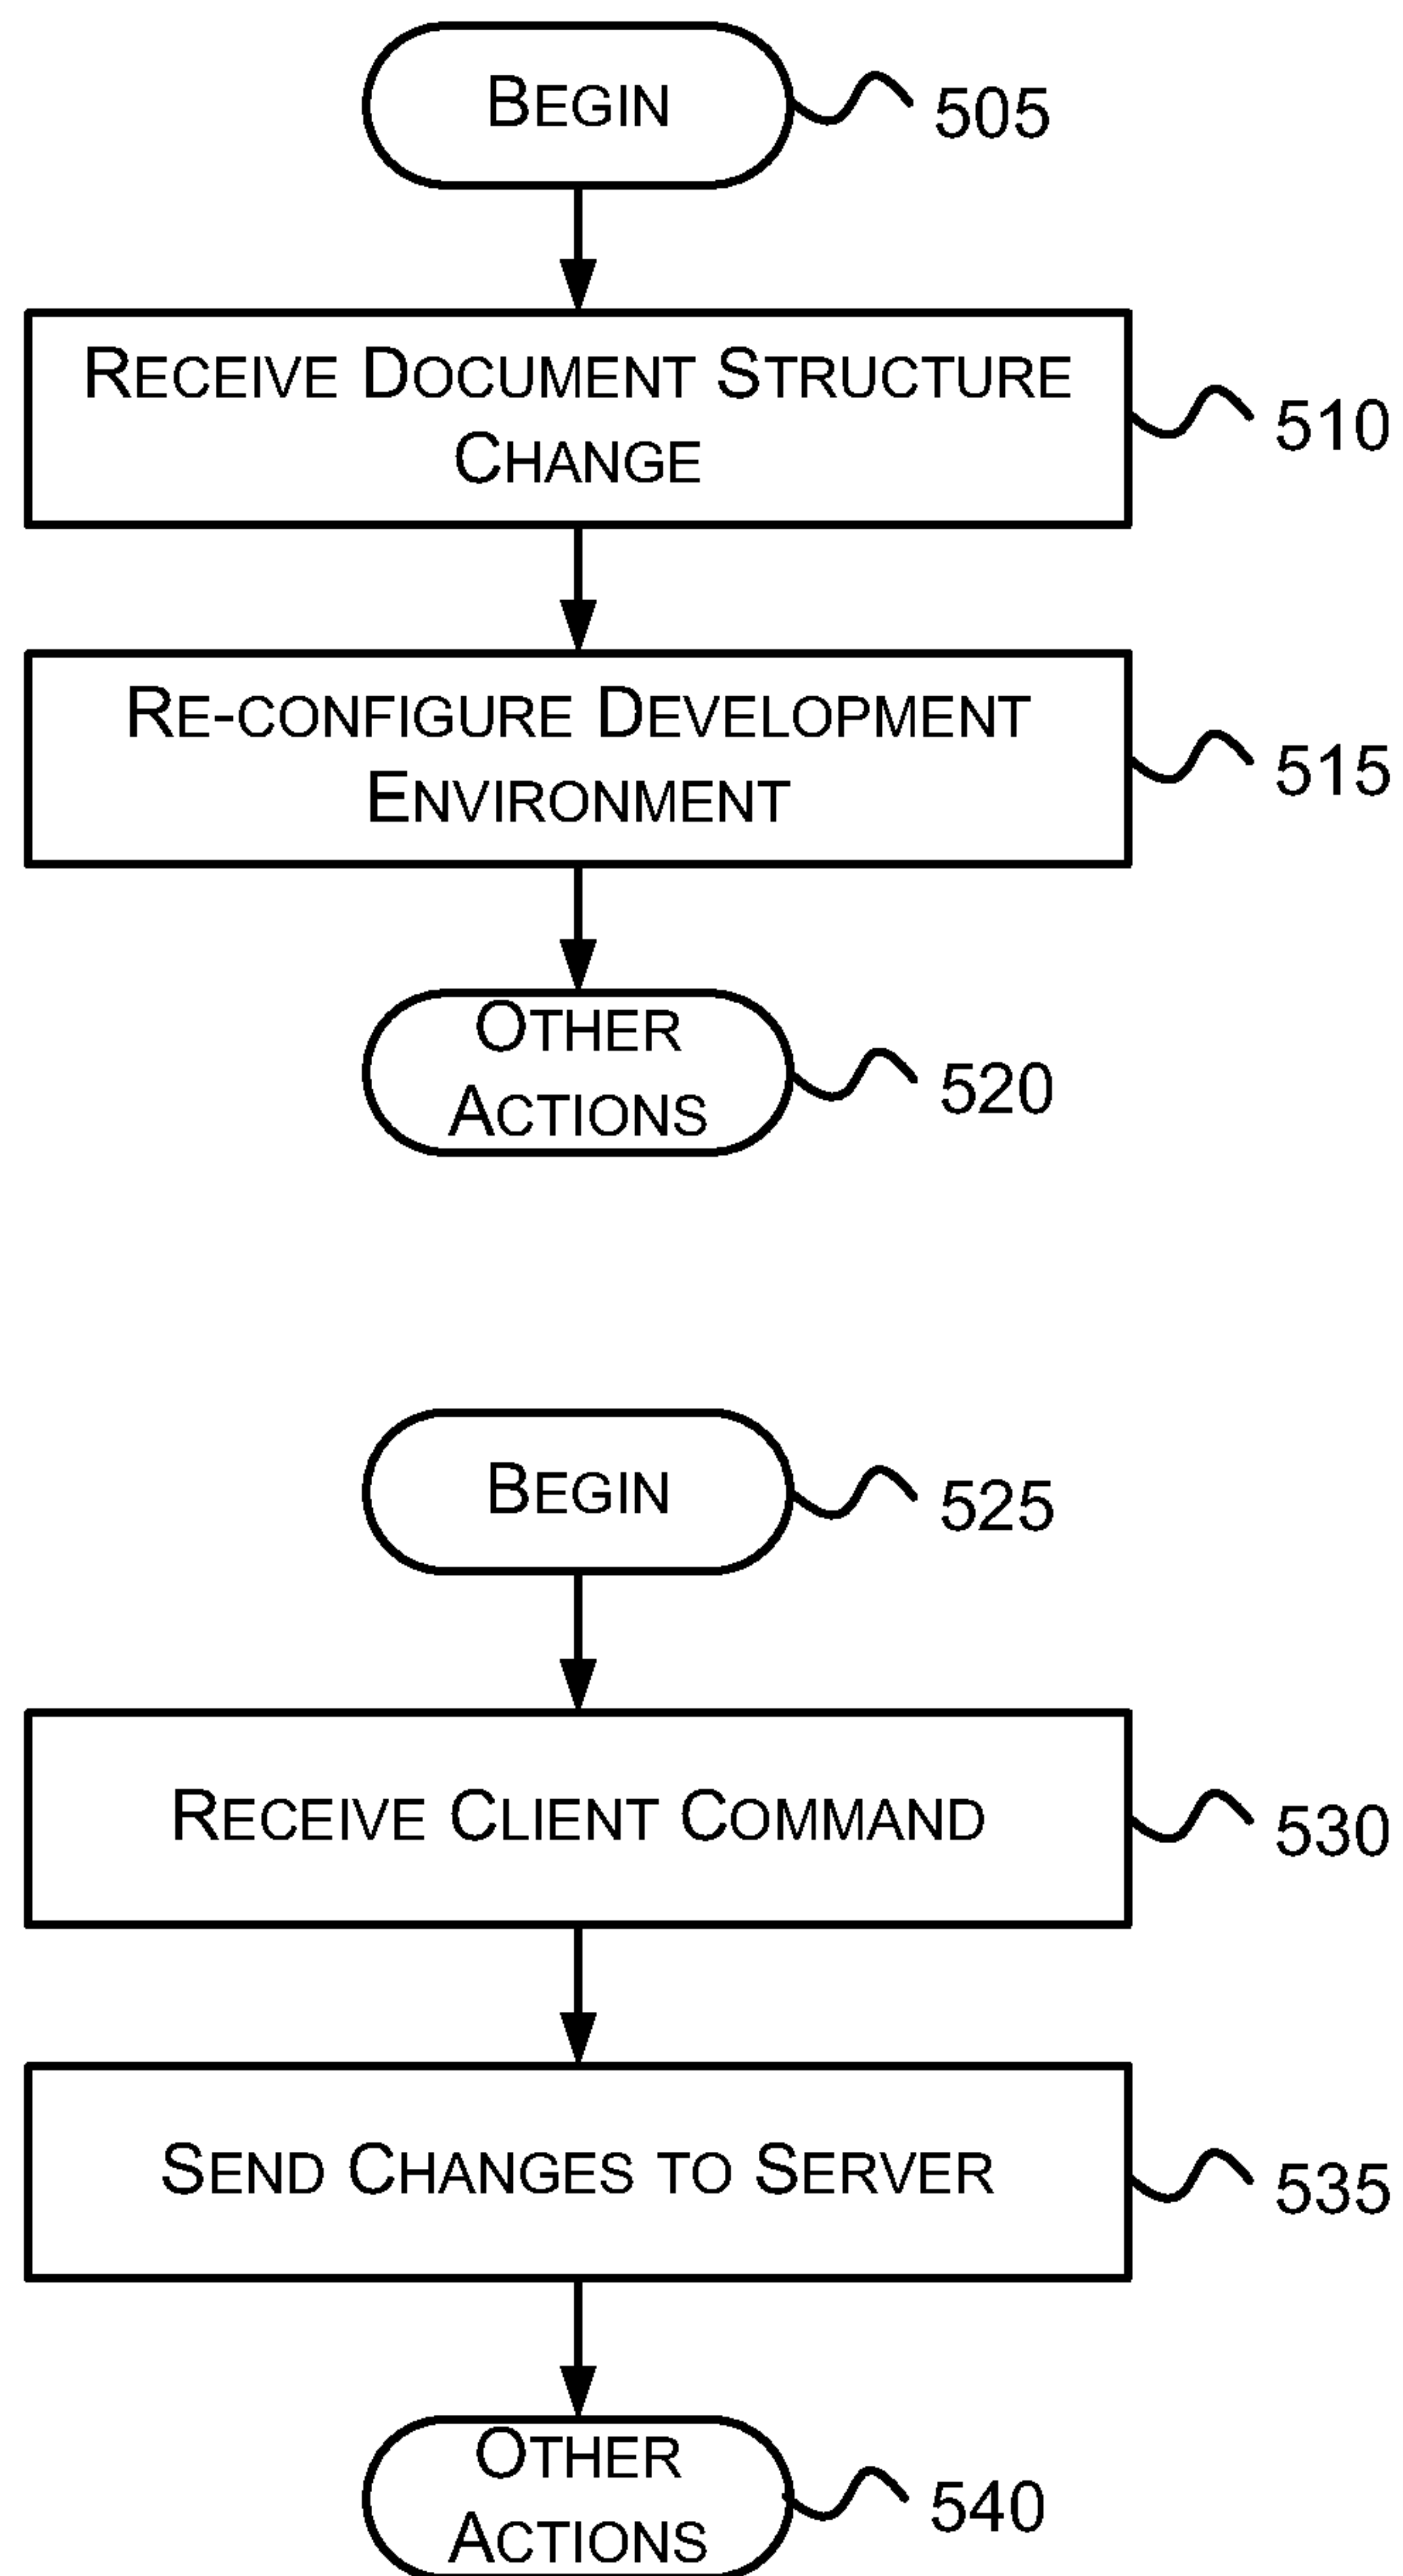 BEGIN
505
RECEIVE DOCUMENT STRUCTURE
CHANGE
510
RE-CONFIGURE DEVELOPMENT
ENVIRONMENT
515
OTHER
ACTIONS
520
BEGIN
525
RECEIVE CLIENT COMMAND
530
SEND CHANGES TO SERVER
535
OTHER
ACTIONS
540